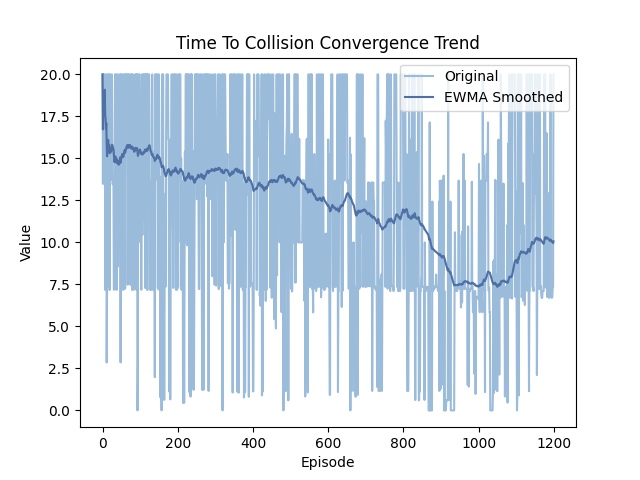 Time To Collision Convergence Trend
Original
EWMA Smoothed
Value
20.0
17.5
15.0
12.5
10.0
7.5
5.0
2.5
0.0
0 200 400 600 800 1000 1200
Episode